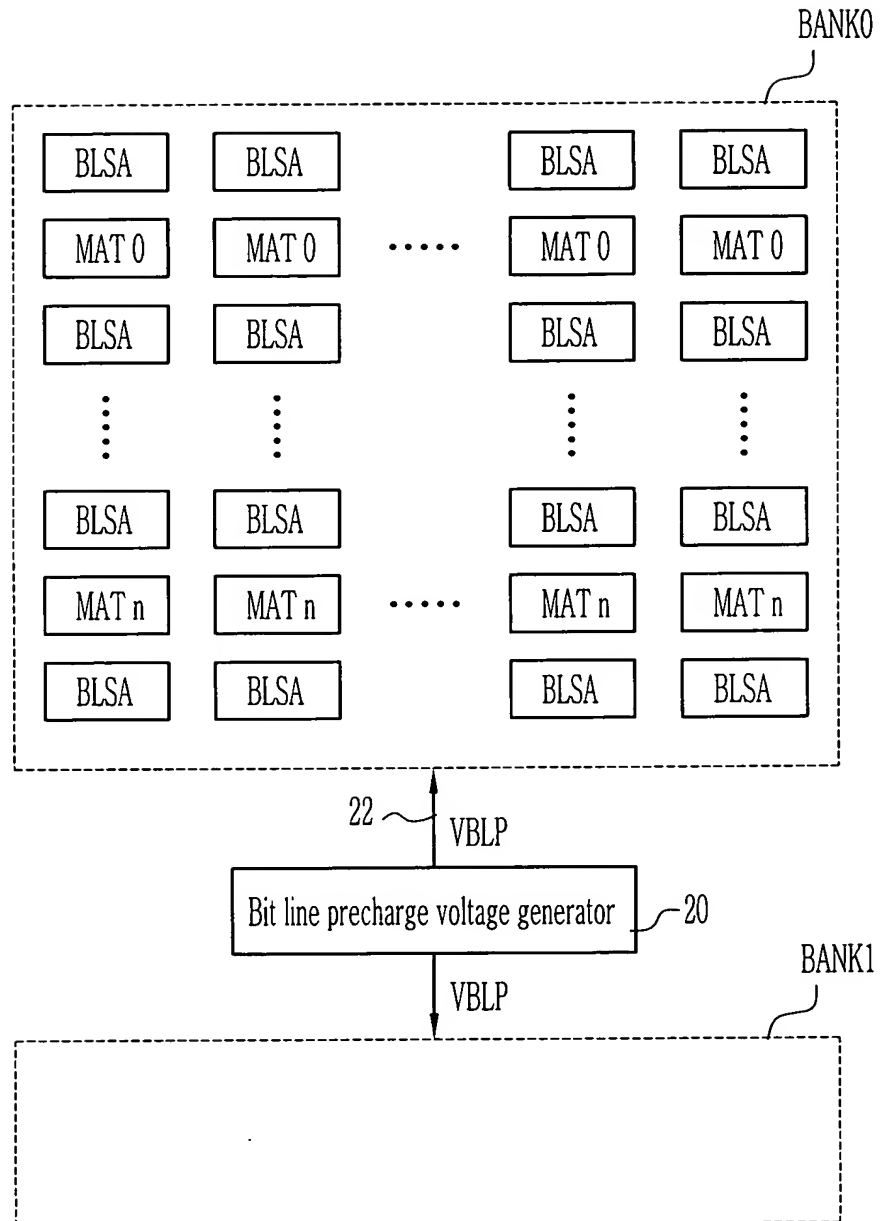 BANK0
BLSA BLSA BLSA BLSA
MAT 0 MAT 0 ..... MAT 0 MAT 0
BLSA BLSA BLSA BLSA
BLSA BLSA BLSA BLSA
MAT n MAT n ..... MAT n MAT n
BLSA BLSA BLSA BLSA
22 VBLP
Bit line precharge voltage generator 20
VBLP
BANK1